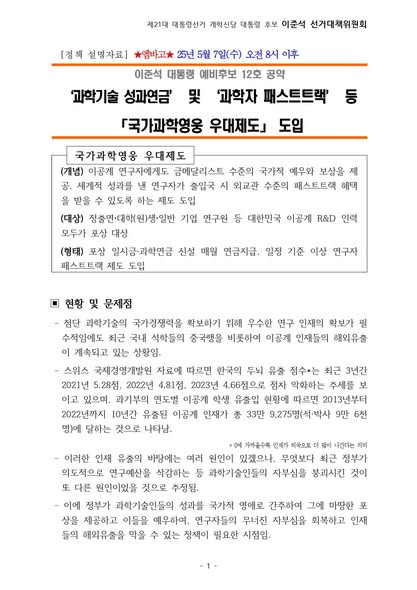 제21대 대통령선거 개혁신당 대통령 후보 이준석 선거대책위원회
[정책 설명자료] ★엠바고★ 25년 5월 7일(수) 오전 8시 이후
이준석 대통령 예비후보 12호 공약
‘과학기술 성과연금’ 및 ‘과학자 패스트트랙’ 등
「국가과학영웅 우대제도」 도입
국가과학영웅 우대제도
(개념) 이공계 연구자에게도 금메달리스트 수준의 국가적 예우와 보상을 제
공, 세계적 성과를 낸 연구자가 출입국 시 외교관 수준의 패스트트랙 혜택
을 받을 수 있도록 하는 제도 도입
(대상) 정출연·대학(원)생·일반 기업 연구원 등 대한민국 이공계 R&D 인력
모두가 포상 대상
(형태) 포상 일시금·과학연금 신설 매월 연금지급, 일정 기준 이상 연구자
패스트트랙 제도 도입
▣ 현황 및 문제점
- 첨단 과학기술의 국가경쟁력을 확보하기 위해 우수한 연구 인재의 확보가 필
수적임에도 최근 국내 석학들의 중국행을 비롯하여 이공계 인재들의 해외유출
이 계속되고 있는 상황임.
- 스위스 국제경영개발원 자료에 따르면 한국의 두뇌 유출 점수*는 최근 3년간
2021년 5.28점, 2022년 4.81점, 2023년 4.66점으로 점차 악화하는 추세를 보
이고 있으며, 과기부의 연도별 이공계 학생 유출입 현황에 따르면 2013년부터
2022년까지 10년간 유출된 이공계 인재가 총 33만 9,275명(석·박사 9만 6천
명)에 달하는 것으로 나타남.
* 0에 가까울수록 인재가 외국으로 더 많이 나간다는 의미
- 이러한 인재 유출의 바탕에는 여러 원인이 있겠으나, 무엇보다 최근 정부가
의도적으로 연구예산을 삭감하는 등 과학기술인들의 자부심을 붕괴시킨 것이
또 다른 원인이었을 것으로 추정됨.
- 이에 정부가 과학기술인들의 성과를 국가적 명예로 간주하여 그에 마땅한 포
상을 제공하고 이들을 예우하여, 연구자들의 무너진 자부심을 회복하고 인재
들의 해외유출을 막을 수 있는 정책이 필요한 시점임.
- 1 -